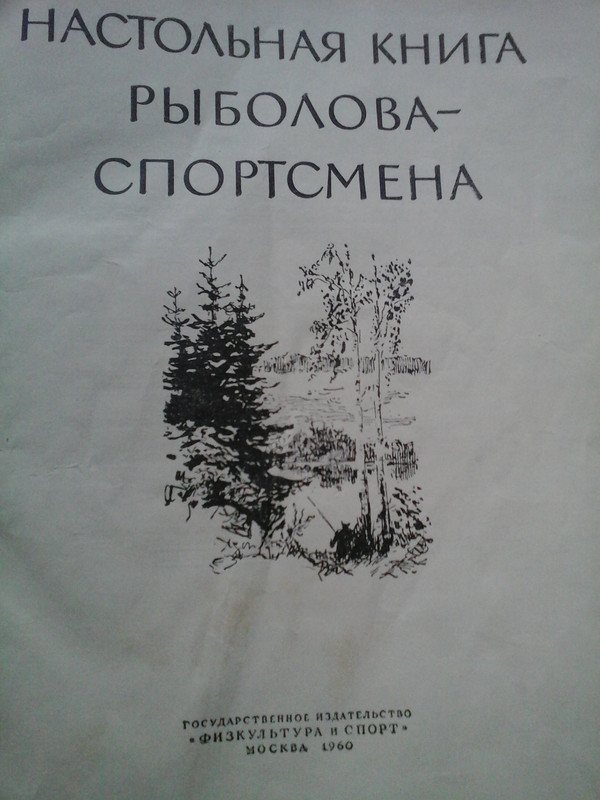 НАСТОЛЬНАЯ КНИГА
РЫБОЛОВА-
СПОРТСМЕНА
ГОСУДАРСТВЕННОЕ ИЗДАТЕЛЬСТВО
«ФИЗКУЛЬТУРА И СПОРТ»
МОСКВА 1960